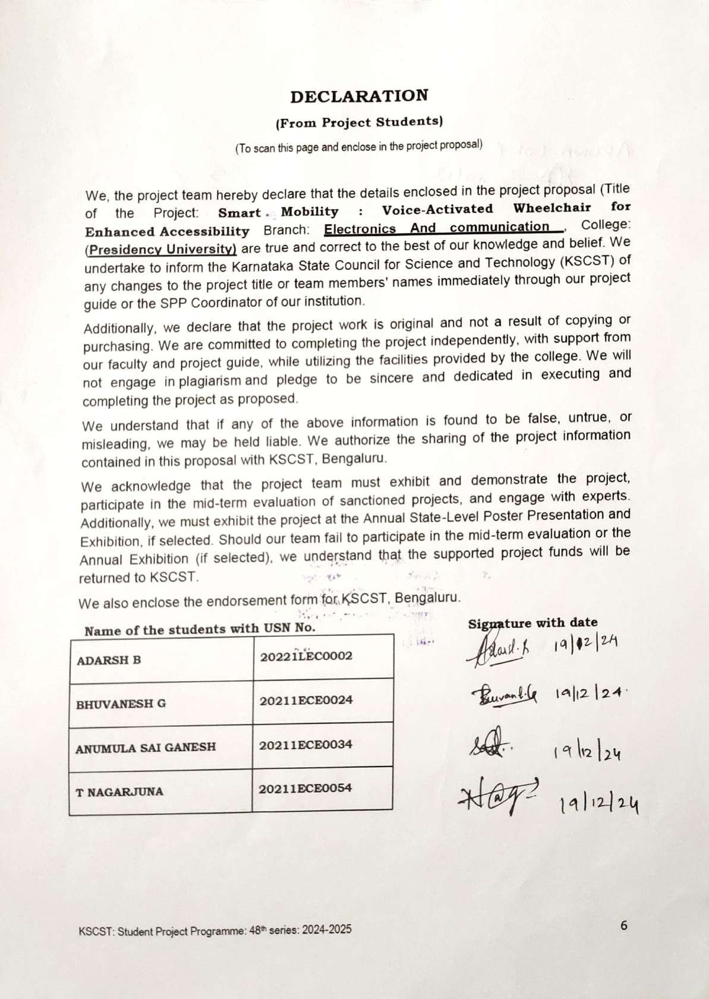 DECLARATION
(From Project Students)
(To scan this page and enclose in the project proposal)
We, the project team hereby declare that the details enclosed in the project proposal (Title
of the Project: Smart Mobility : Voice-Activated Wheelchair for
Enhanced Accessibility Branch: Electronics And communication , College:
(Presidency University) are true and correct to the best of our knowledge and belief. We
undertake to inform the Karnataka State Council for Science and Technology (KSCST) of
any changes to the project title or team members' names immediately through our project
guide or the SPP Coordinator of our institution.
Additionally, we declare that the project work is original and not a result of copying or
purchasing. We are committed to completing the project independently, with support from
our faculty and project guide, while utilizing the facilities provided by the college. We will
not engage in plagiarism and pledge to be sincere and dedicated in executing and
completing the project as proposed.
We understand that if any of the above information is found to be false, untrue, or
misleading, we may be held liable. We authorize the sharing of the project information
contained in this proposal with KSCST, Bengaluru.
We acknowledge that the project team must exhibit and demonstrate the project,
participate in the mid-term evaluation of sanctioned projects, and engage with experts.
Additionally, we must exhibit the project at the Annual State-Level Poster Presentation and
Exhibition, if selected. Should our team fail to participate in the mid-term evaluation or the
Annual Exhibition (if selected), we understand that the supported project funds will be
returned to KSCST.
We also enclose the endorsement form for KSCST, Bengaluru.
Name of the students with USN No. Signature with date
ADARSH B 20221LEC0002 19/12/24
BHUVANESH G 20211ECE0024 19/12/24.
ANUMULA SAI GANESH 20211ECE0034 19/12/24
T NAGARJUNA 20211ECE0054 19/12/24
KSCST: Student Project Programme: 48th series: 2024-2025 6